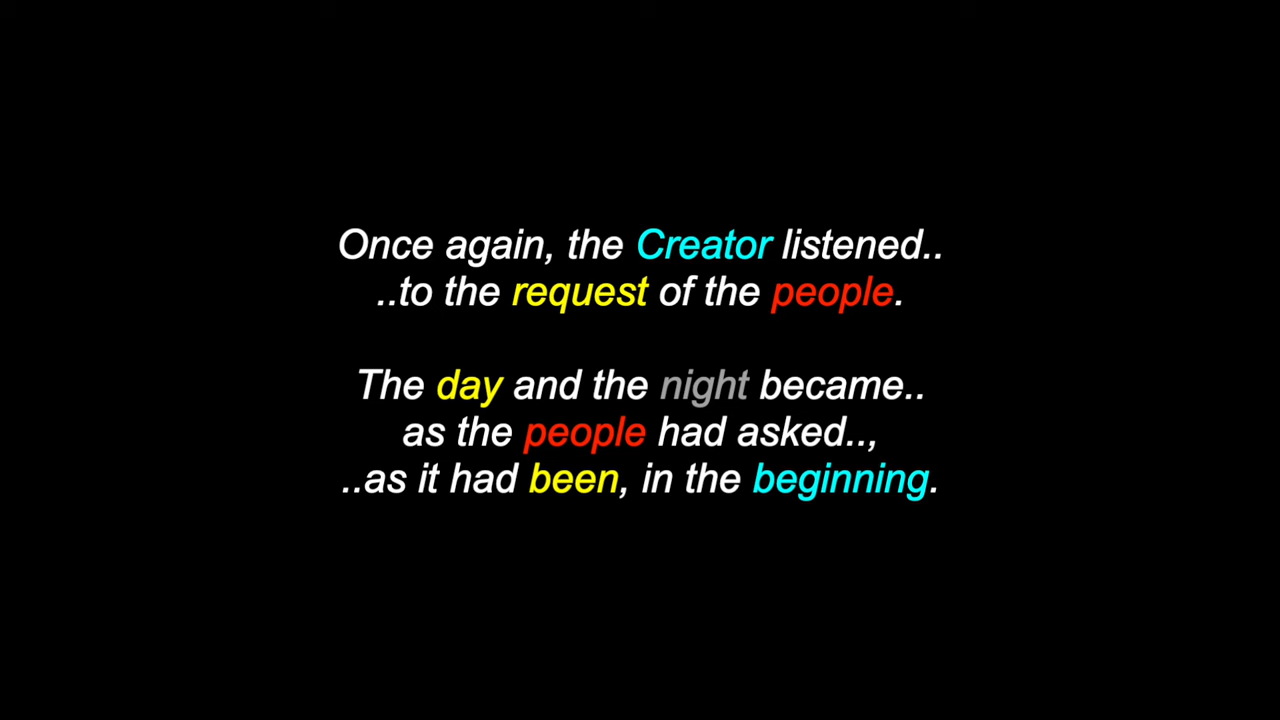 Once again, the Creator listened..
..to the request of the people.
The day and the night became..
as the people had asked..,
..as it had been, in the beginning.